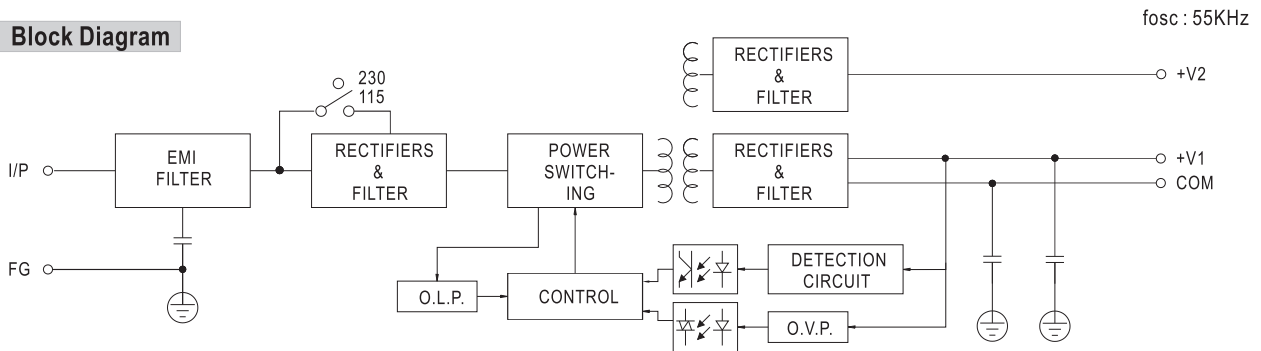 fosc : 55KHz
Block Diagram
230
115
RECTIFIERS
&
FILTER
+V2
I/P
EMI
FILTER
RECTIFIERS
&
FILTER
POWER
SWITCH-
ING
RECTIFIERS
&
FILTER
+V1
COM
FG
O.L.P.
CONTROL
DETECTION
CIRCUIT
O.V.P.